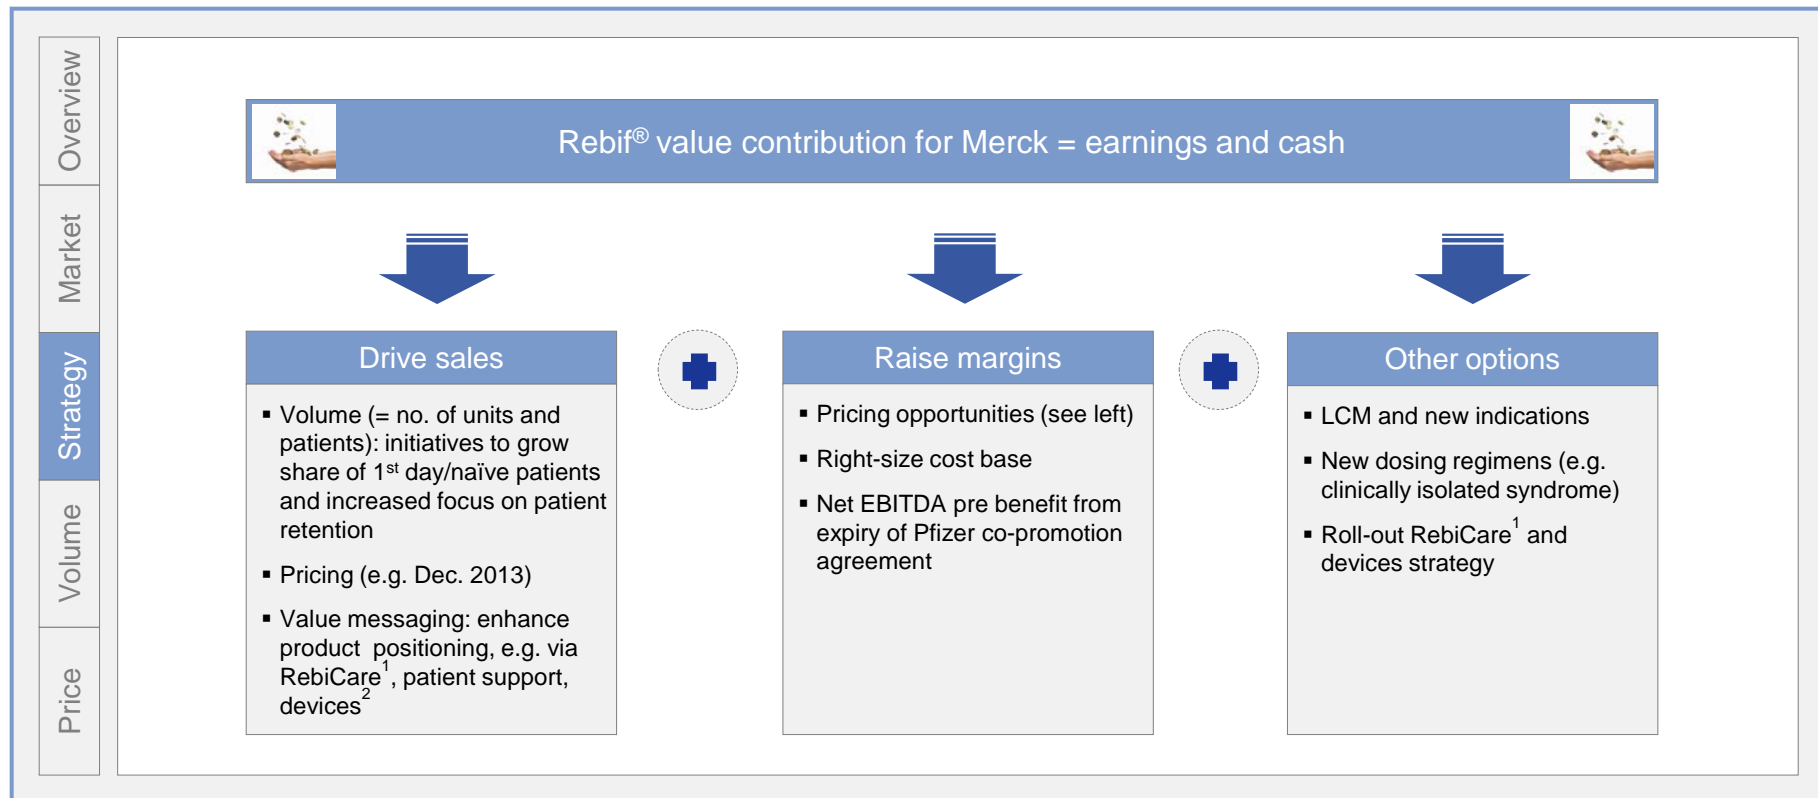 Overview
Market
Strategy
Volume
Price
Rebif® value contribution for Merck = earnings and cash
Drive sales
▪ Volume (= no. of units and
patients): initiatives to grow
share of 1st day/naïve patients
and increased focus on patient
retention
▪ Pricing (e.g. Dec. 2013)
▪ Value messaging: enhance
product positioning, e.g. via
RebiCare1, patient support,
devices2
Raise margins
▪ Pricing opportunities (see left)
▪ Right-size cost base
▪ Net EBITDA pre benefit from
expiry of Pfizer co-promotion
agreement
Other options
▪ LCM and new indications
▪ New dosing regimens (e.g.
clinically isolated syndrome)
▪ Roll-out RebiCare1 and
devices strategy